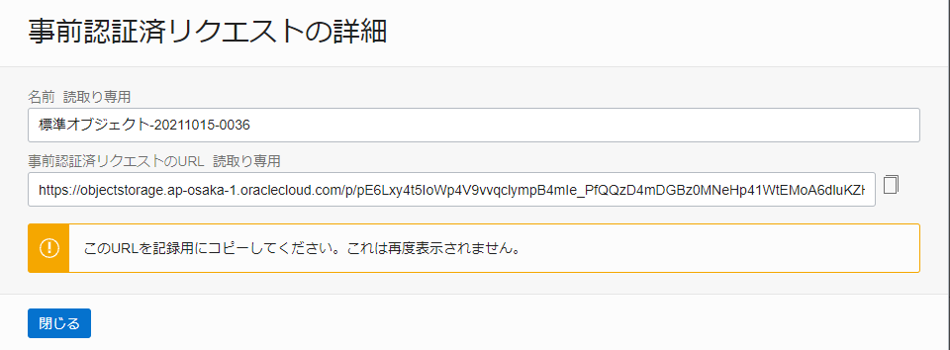 事前認証済リクエストの詳細
名前 読取り専用
標準オブジェクト-20211015-0036
事前認証済リクエストのURL 読取り専用
https://objectstorage.ap-osaka-1.oraclecloud.com/p/pE6Lxy4t5IoWp4V9vvqclympB4mIe_PfQQzD4mDGBz0MNeHp41WtEMoA6dIuKZH
このURLを記録用にコピーしてください。これは再度表示されません。
閉じる